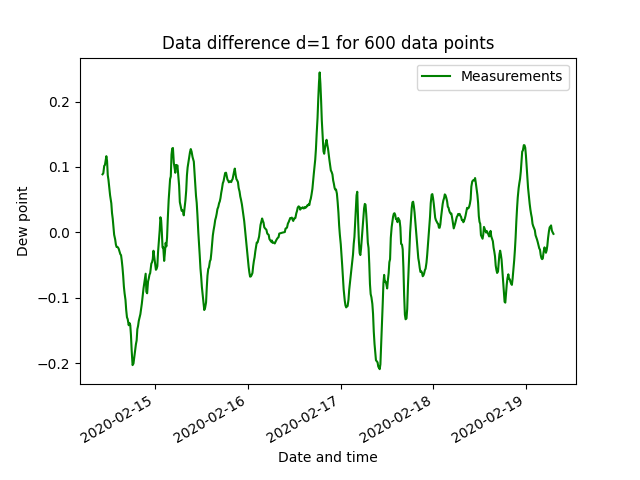 Data difference d=1 for 600 data points
Measurements
Dew point
0.2
0.1
0.0
−0.1
−0.2
2020-02-15
2020-02-16
2020-02-17
2020-02-18
2020-02-19
Date and time